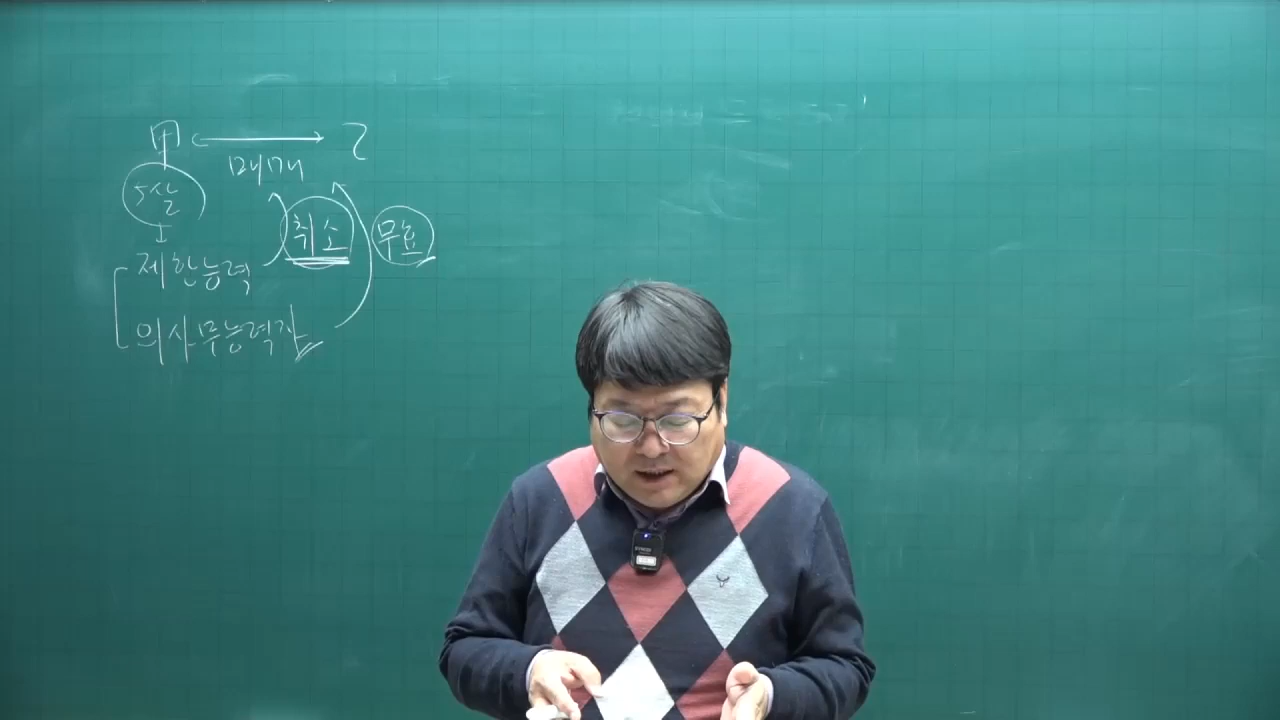 甲 ↔ 乙
매매
5살
취소 무효
제한능력
의사무능력자